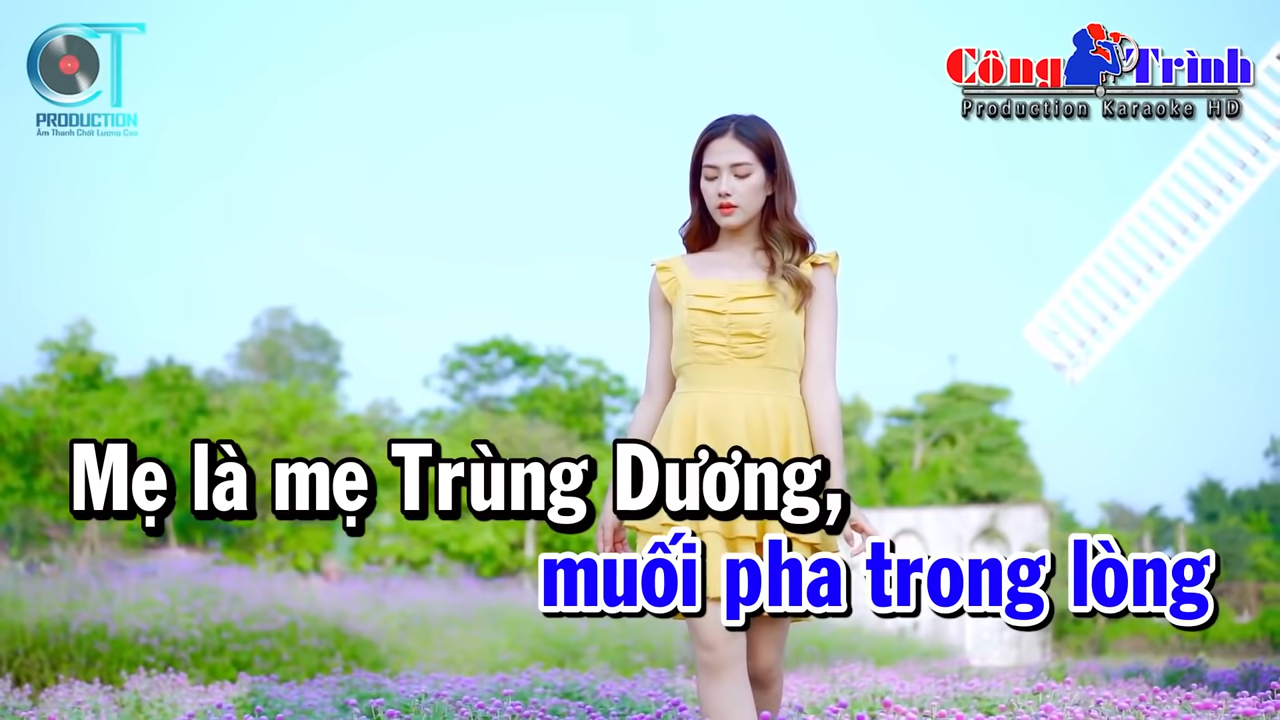 CT
PRODUCTION
Âm Thanh Chất Lượng Cao
Công Trình
Production Karaoke HD
Mẹ là mẹ Trùng Dương,
muối pha trong lòng